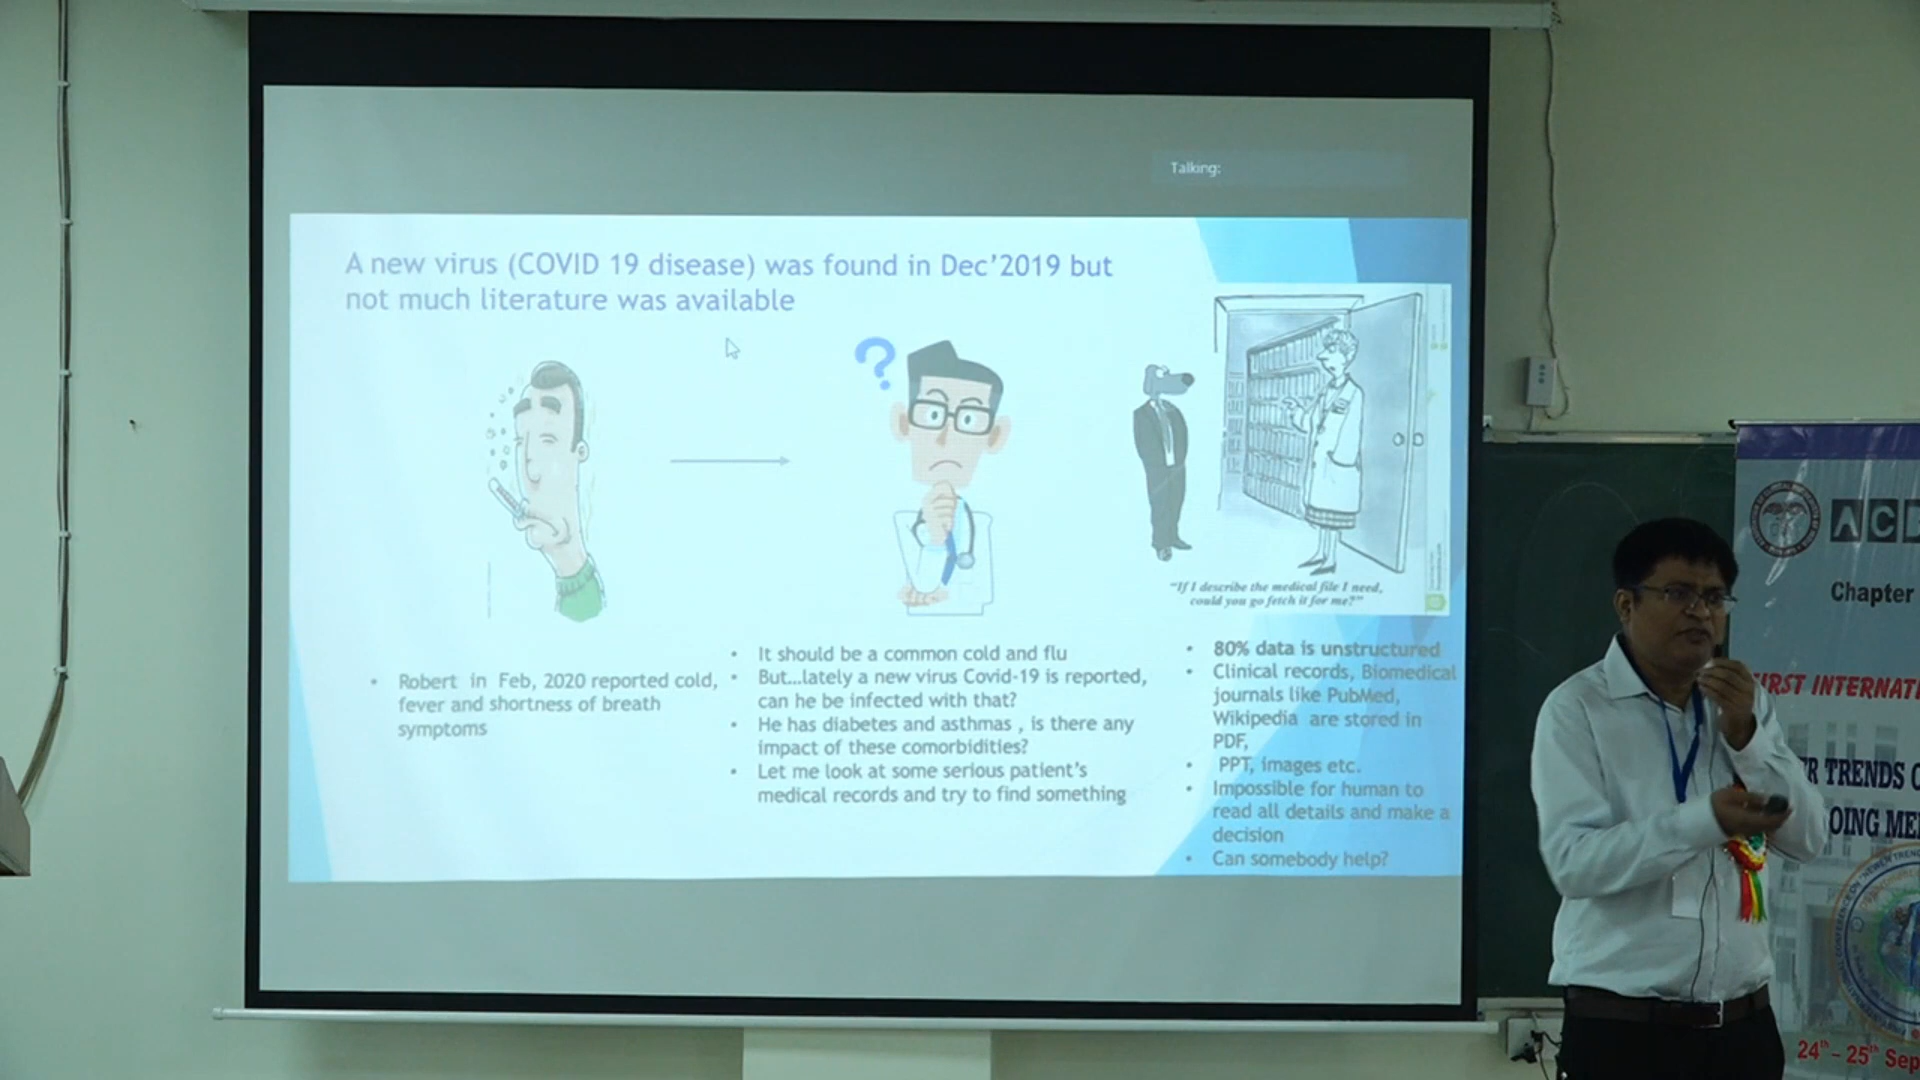 Talking:
A new virus (COVID 19 disease) was found in Dec’2019 but
not much literature was available
?
“If I describe the medical file I need,
could you go fetch it for me?”
• Robert in Feb, 2020 reported cold,
fever and shortness of breath
symptoms
• It should be a common cold and flu
• But...lately a new virus Covid-19 is reported,
can he be infected with that?
• He has diabetes and asthmas , is there any
impact of these comorbidities?
• Let me look at some serious patient’s
medical records and try to find something
• 80% data is unstructured
• Clinical records, Biomedical
journals like PubMed,
Wikipedia are stored in
PDF,
• PPT, images etc.
• Impossible for human to
read all details and make a
decision
• Can somebody help?
Chapter
INTERNATI
TRENDS
24th – 25th Sep